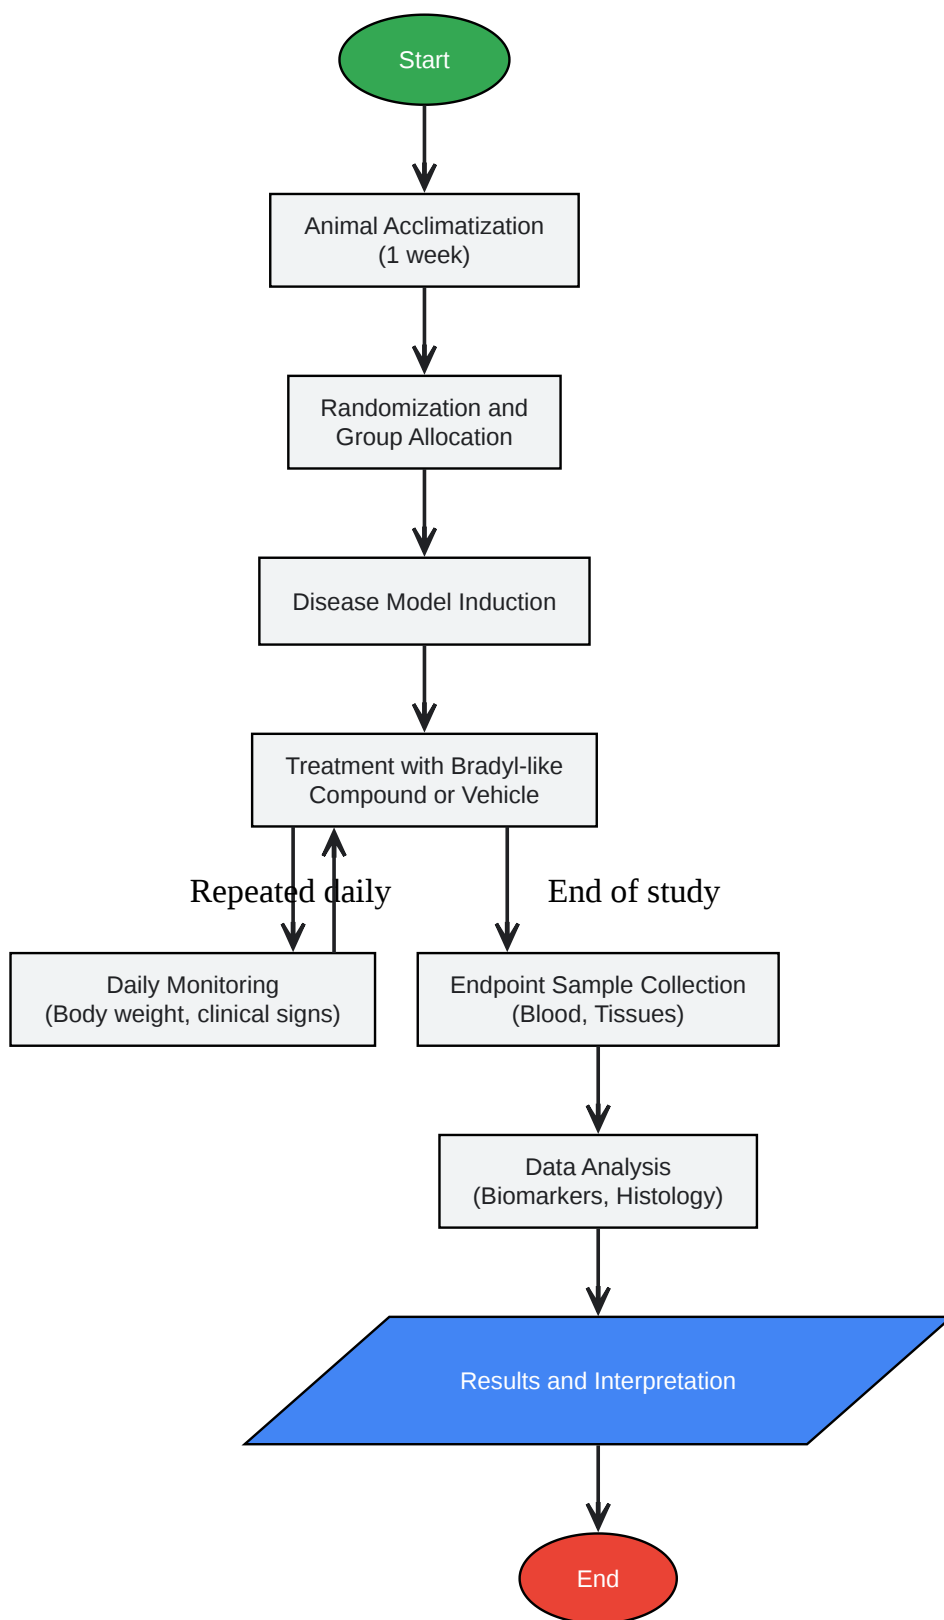 Start
Animal Acclimatization
(1 week)
Randomization and
Group Allocation
Disease Model Induction
Treatment with Bradyl-like
Compound or Vehicle
Repeated daily
End of study
Daily Monitoring
(Body weight, clinical signs)
Endpoint Sample Collection
(Blood, Tissues)
Data Analysis
(Biomarkers, Histology)
Results and Interpretation
End